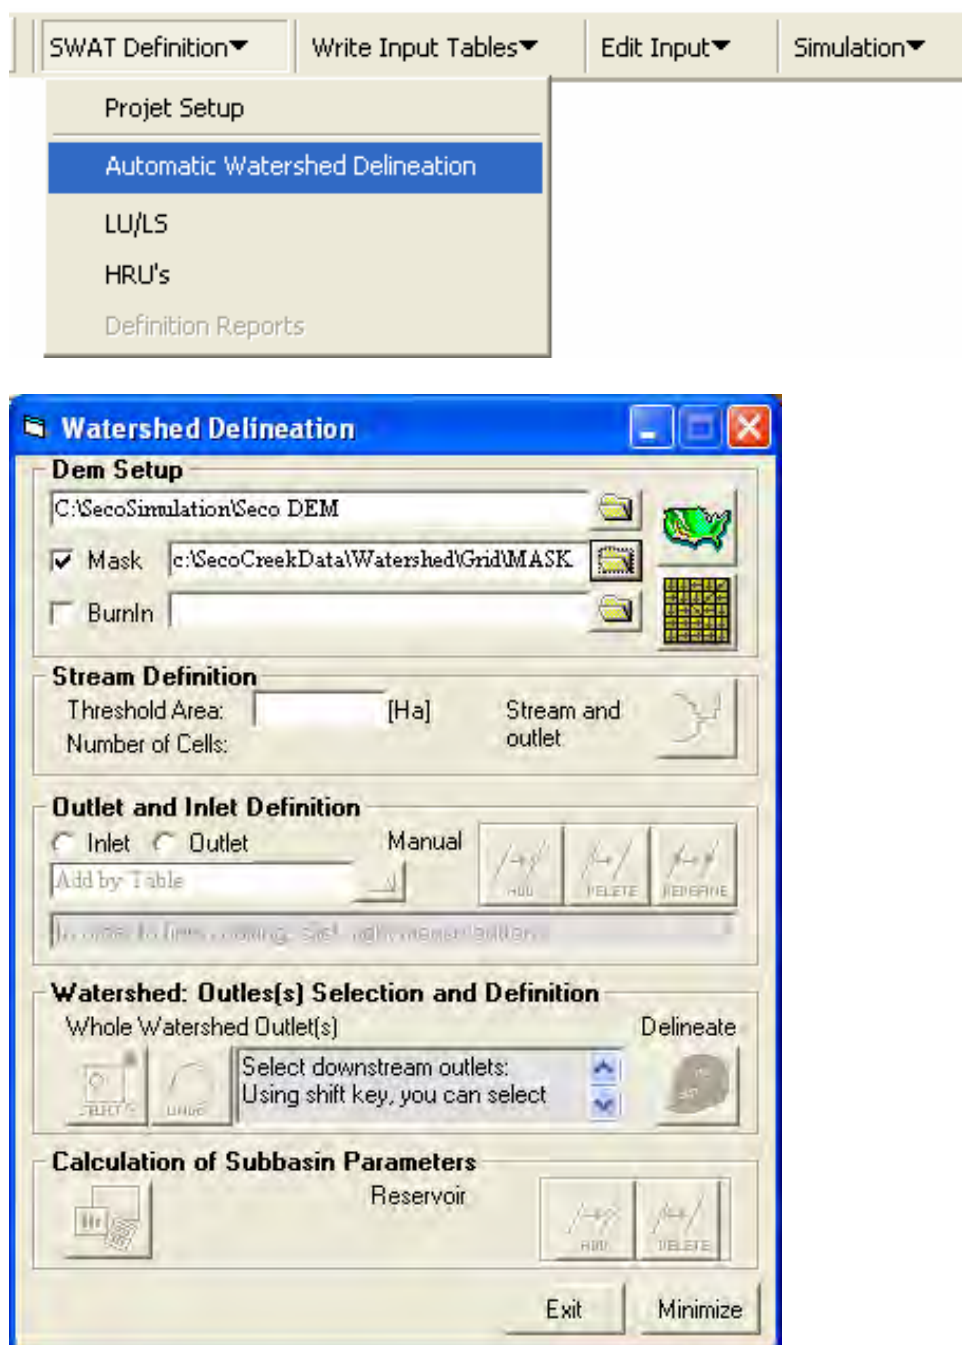 SWAT Definition Write Input Tables Edit Input Simulation
Projet Setup
Automatic Watershed Delineation
LU/LS
HRU's
Definition Reports
Watershed Delineation
Dem Setup
C:\SecoSimulation\Seco DEM
Mask c:\SecoCreekData\Watershed\Grid\MASK
BurnIn
Stream Definition
Threshold Area: [Ha] Stream and
outlet
Number of Cells:
Outlet and Inlet Definition
Inlet Outlet Manual
Add by Table
ADD DELETE REDEFINE
Watershed: Outles(s) Selection and Definition
Whole Watershed Outlet(s) Delineate
Select downstream outlets:
Using shift key, you can select
SELECT UNDO
Calculation of Subbasin Parameters
Reservoir
ADD DELETE
Exit Minimize